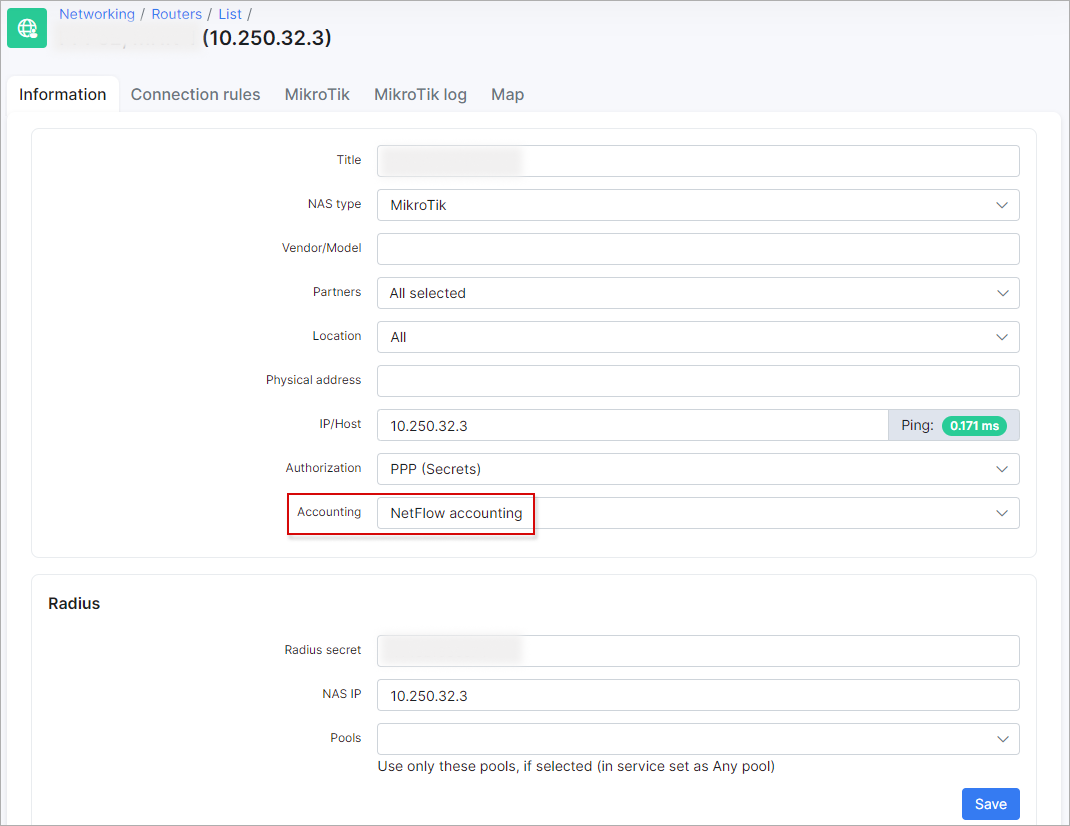 Networking / Routers / List /
(10.250.32.3)
Information Connection rules MikroTik MikroTik log Map
Title
NAS type MikroTik
Vendor/Model
Partners All selected
Location All
Physical address
IP/Host 10.250.32.3 Ping: 0.171 ms
Authorization PPP (Secrets)
Accounting NetFlow accounting
Radius
Radius secret
NAS IP 10.250.32.3
Pools
Use only these pools, if selected (in service set as Any pool)
Save